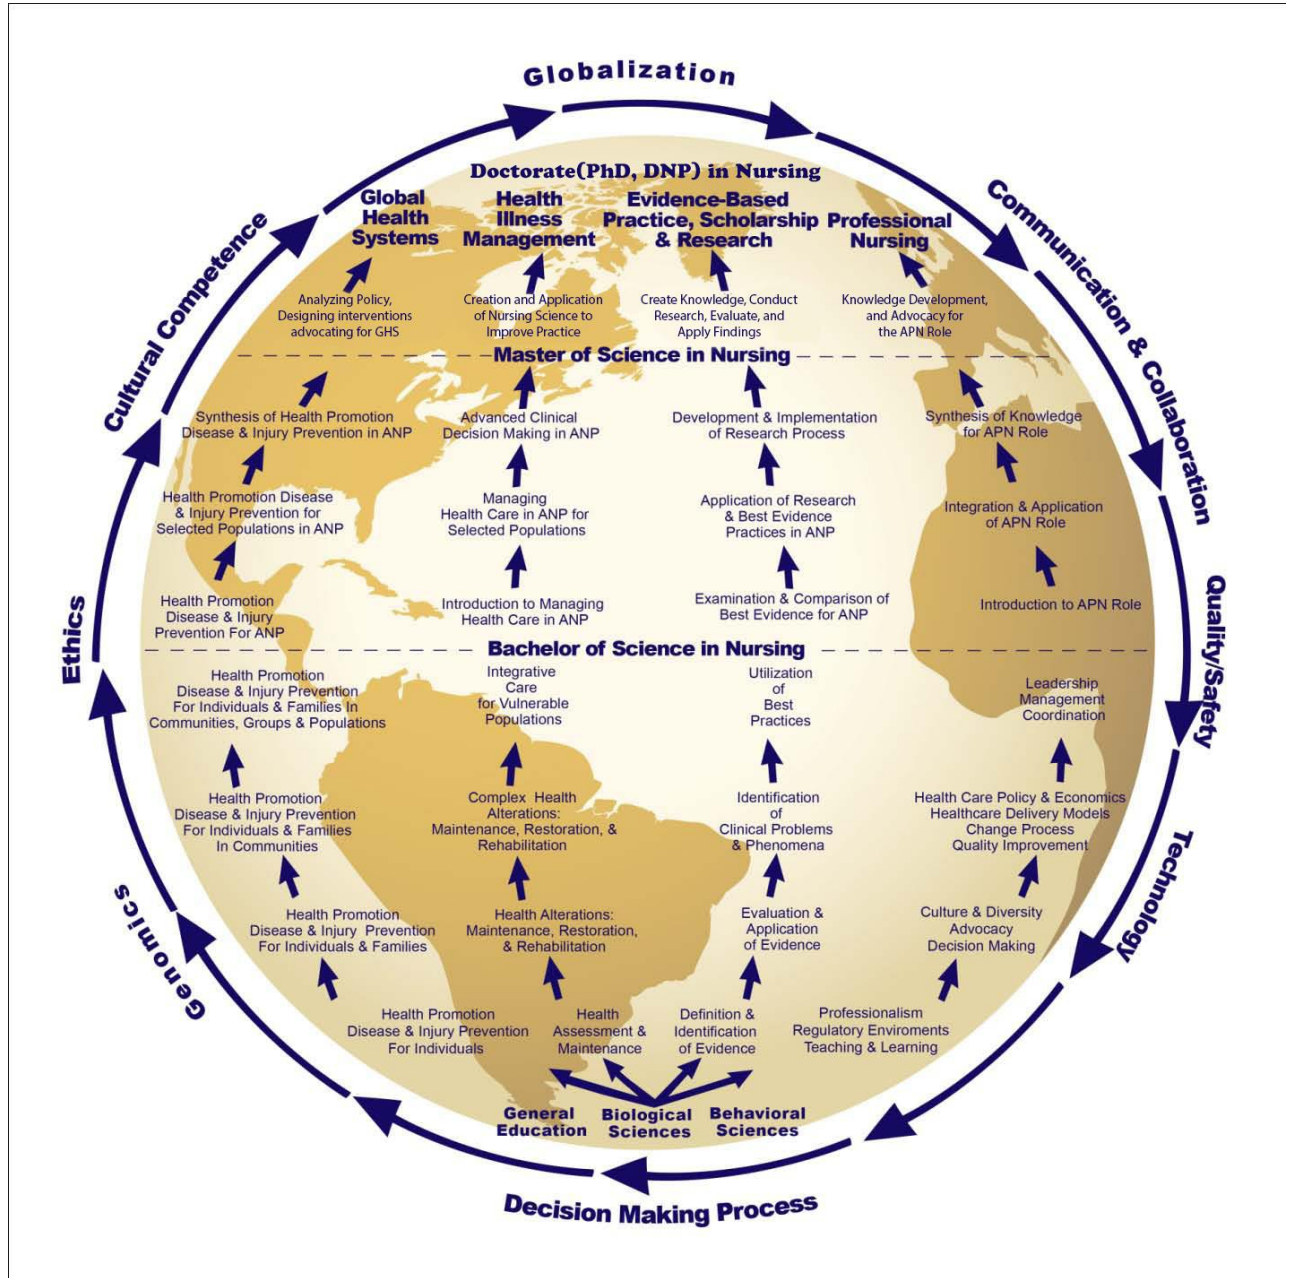 Globalization
Communication & Collaboration
Quality/Safety
Technology
Decision Making Process
Genomics
Ethics
Cultural Competence
Doctorate(PhD, DNP) in Nursing
Global
Health
Systems
Health
Illness
Management
Evidence-Based
Practice, Scholarship
& Research
Professional
Nursing
Analyzing Policy,
Designing interventions
advocating for GHS
Creation and Application
of Nursing Science to
Improve Practice
Create Knowledge, Conduct
Research, Evaluate, and
Apply Findings
Knowledge Development,
and Advocacy for
the APN Role
Master of Science in Nursing
Synthesis of Health Promotion
Disease & Injury Prevention in ANP
Advanced Clinical
Decision Making in ANP
Development & Implementation
of Research Process
Synthesis of Knowledge
for APN Role
Health Promotion Disease
& Injury Prevention for
Selected Populations in ANP
Managing
Health Care in ANP for
Selected Populations
Application of Research
& Best Evidence
Practices in ANP
Integration & Application
of APN Role
Health Promotion
Disease & Injury
Prevention For ANP
Introduction to Managing
Health Care in ANP
Examination & Comparison of
Best Evidence for ANP
Introduction to APN Role
Bachelor of Science in Nursing
Health Promotion
Disease & Injury Prevention
For Individuals & Families In
Communities, Groups & Populations
Integrative
Care
for Vulnerable
Populations
Utilization
of
Best
Practices
Leadership
Management
Coordination
Health Promotion
Disease & Injury Prevention
For Individuals & Families
In Communities
Complex Health
Alterations:
Maintenance, Restoration, &
Rehabilitation
Identification
of
Clinical Problems
& Phenomena
Health Care Policy & Economics
Healthcare Delivery Models
Change Process
Quality Improvement
Health Promotion
Disease & Injury Prevention
For Individuals & Families
Health Alterations:
Maintenance, Restoration,
& Rehabilitation
Evaluation &
Application
of Evidence
Culture & Diversity
Advocacy
Decision Making
Health Promotion
Disease & Injury Prevention
For Individuals
Health
Assessment &
Maintenance
Definition &
Identification
of Evidence
Professionalism
Regulatory Enviroments
Teaching & Learning
General
Education
Biological
Sciences
Behavioral
Sciences